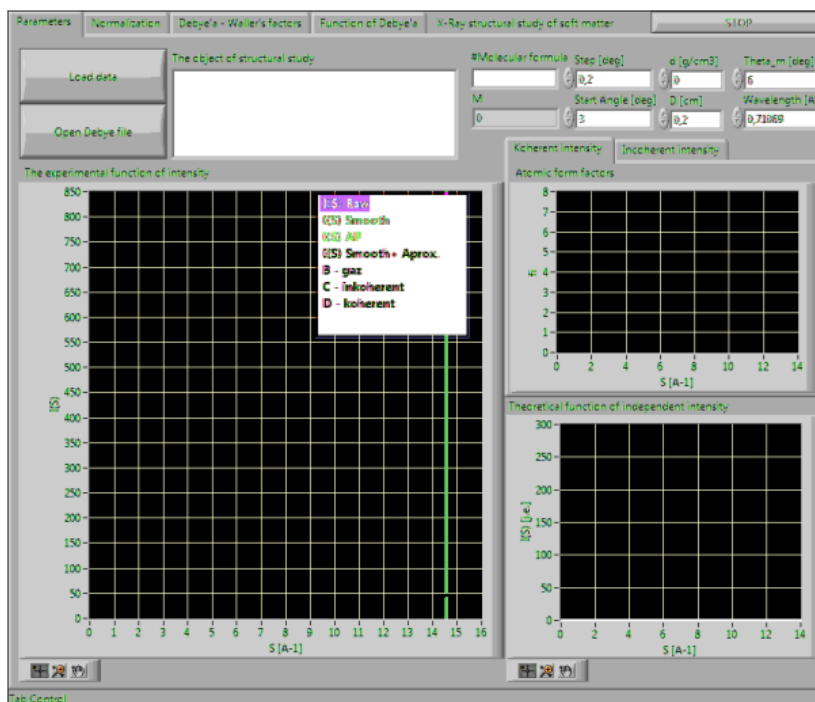 Parameters Normalization Debye'a - Waller's factors Function of Debye'a X-Ray structural study of soft matter STOP
Load data
Open Debye file
The object of structural study
#Molecular formula Step [deg] d [g/cm3] Theta_m [deg]
0,2 0 6
M Start Angle [deg] D [cm] Wavelength [A
0 3 0,2 0,71069
Koherent intensity Incoherent intensity
The experimental function of intensity
850
800
750
700
650
600
550
500
450
400
350
300
250
200
150
100
50
0
I(S)
0 1 2 3 4 5 6 7 8 9 10 11 12 13 14 15 16
S [A-1]
I(S) Raw
I(S) Smooth
I(S) AP
I(S) Smooth+ Aprox.
B - gaz
C - inkoherent
D - koherent
Atomic form factors
8
7
6
5
4
3
2
1
0
fi
0 2 4 6 8 10 12 14
S [A-1]
Theoretical function of independent intensity
300
250
200
150
100
50
0
I(S) [j.e.]
0 2 4 6 8 10 12 14
S [A-1]
Tab Control